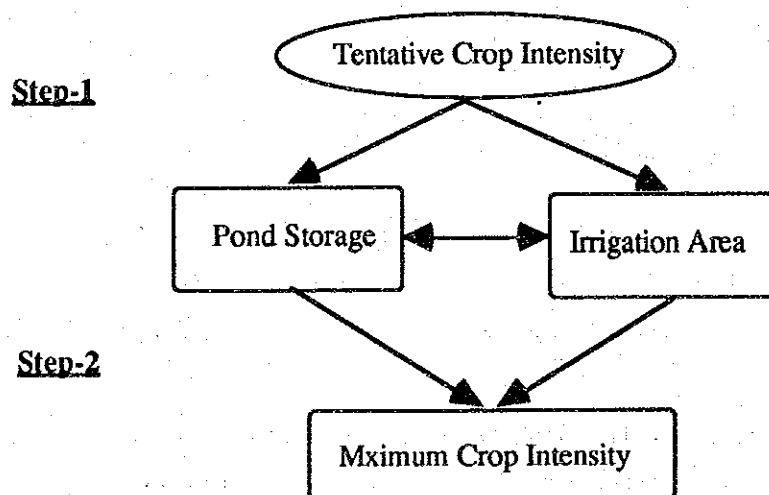 Tentative Crop Intensity
Step-1
Pond Storage
Irrigation Area
Step-2
Mximum Crop Intensity